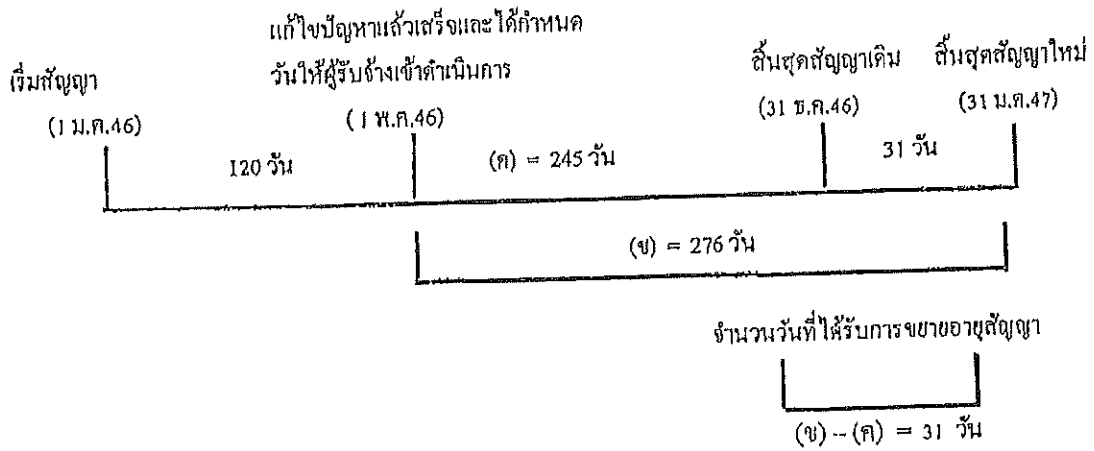 แก้ไขปัญหาแล้วเสร็จและได้กำหนด
วันให้ผู้รับจ้างเข้าดำเนินการ
เริ่มสัญญา
สิ้นสุดสัญญาเดิม
สิ้นสุดสัญญาใหม่
(1 ม.ค.46)
(1 พ.ค.46)
(31 ธ.ค.46)
(31 ม.ค.47)
120 วัน
(ค) = 245 วัน
31 วัน
(ข) = 276 วัน
จำนวนวันที่ได้รับการขยายอายุสัญญา
(ข) -- (ค) = 31 วัน